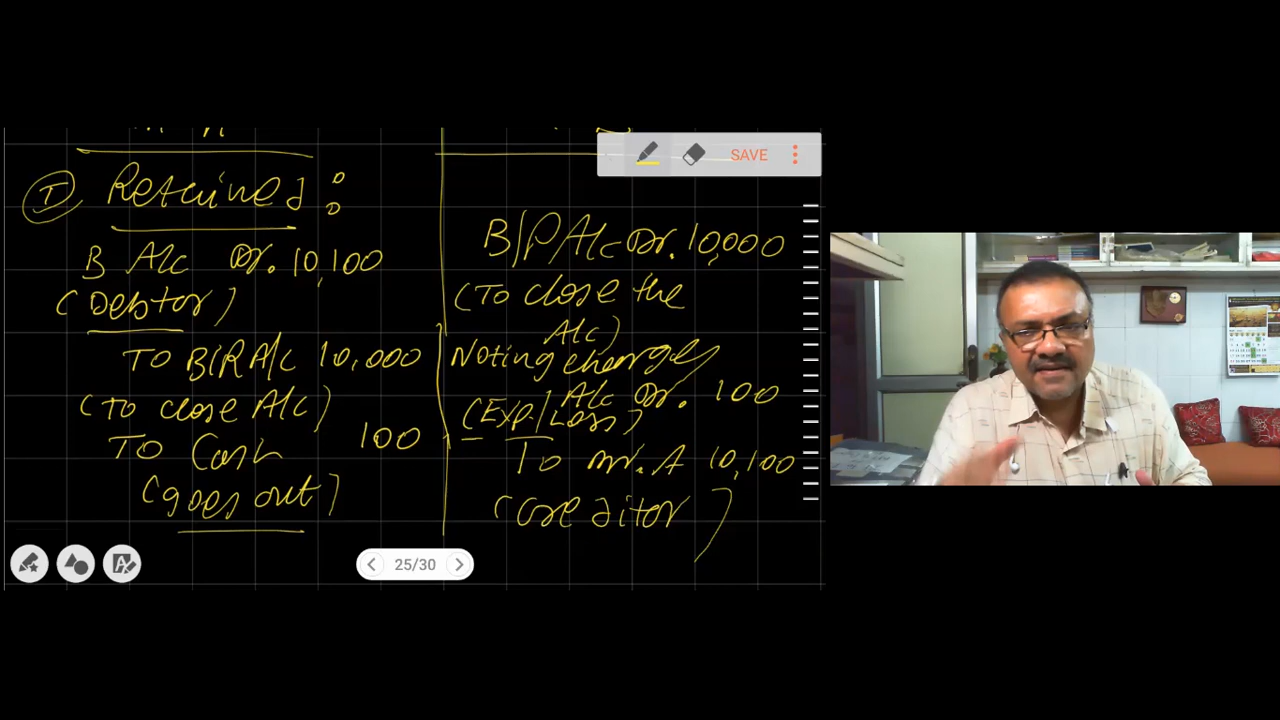 SAVE
I Retained:
B A/c Dr. 10,100
(Debtor)
TO B/R A/c 10,000
(To close A/c)
TO Cash 100
(goes out)
B/P A/c Dr. 10,000
(To close the
A/c)
Noting charges
A/c Dr. 100
(Exp./Loss)
To Mr. A 10,100
(Creditor)
25/30